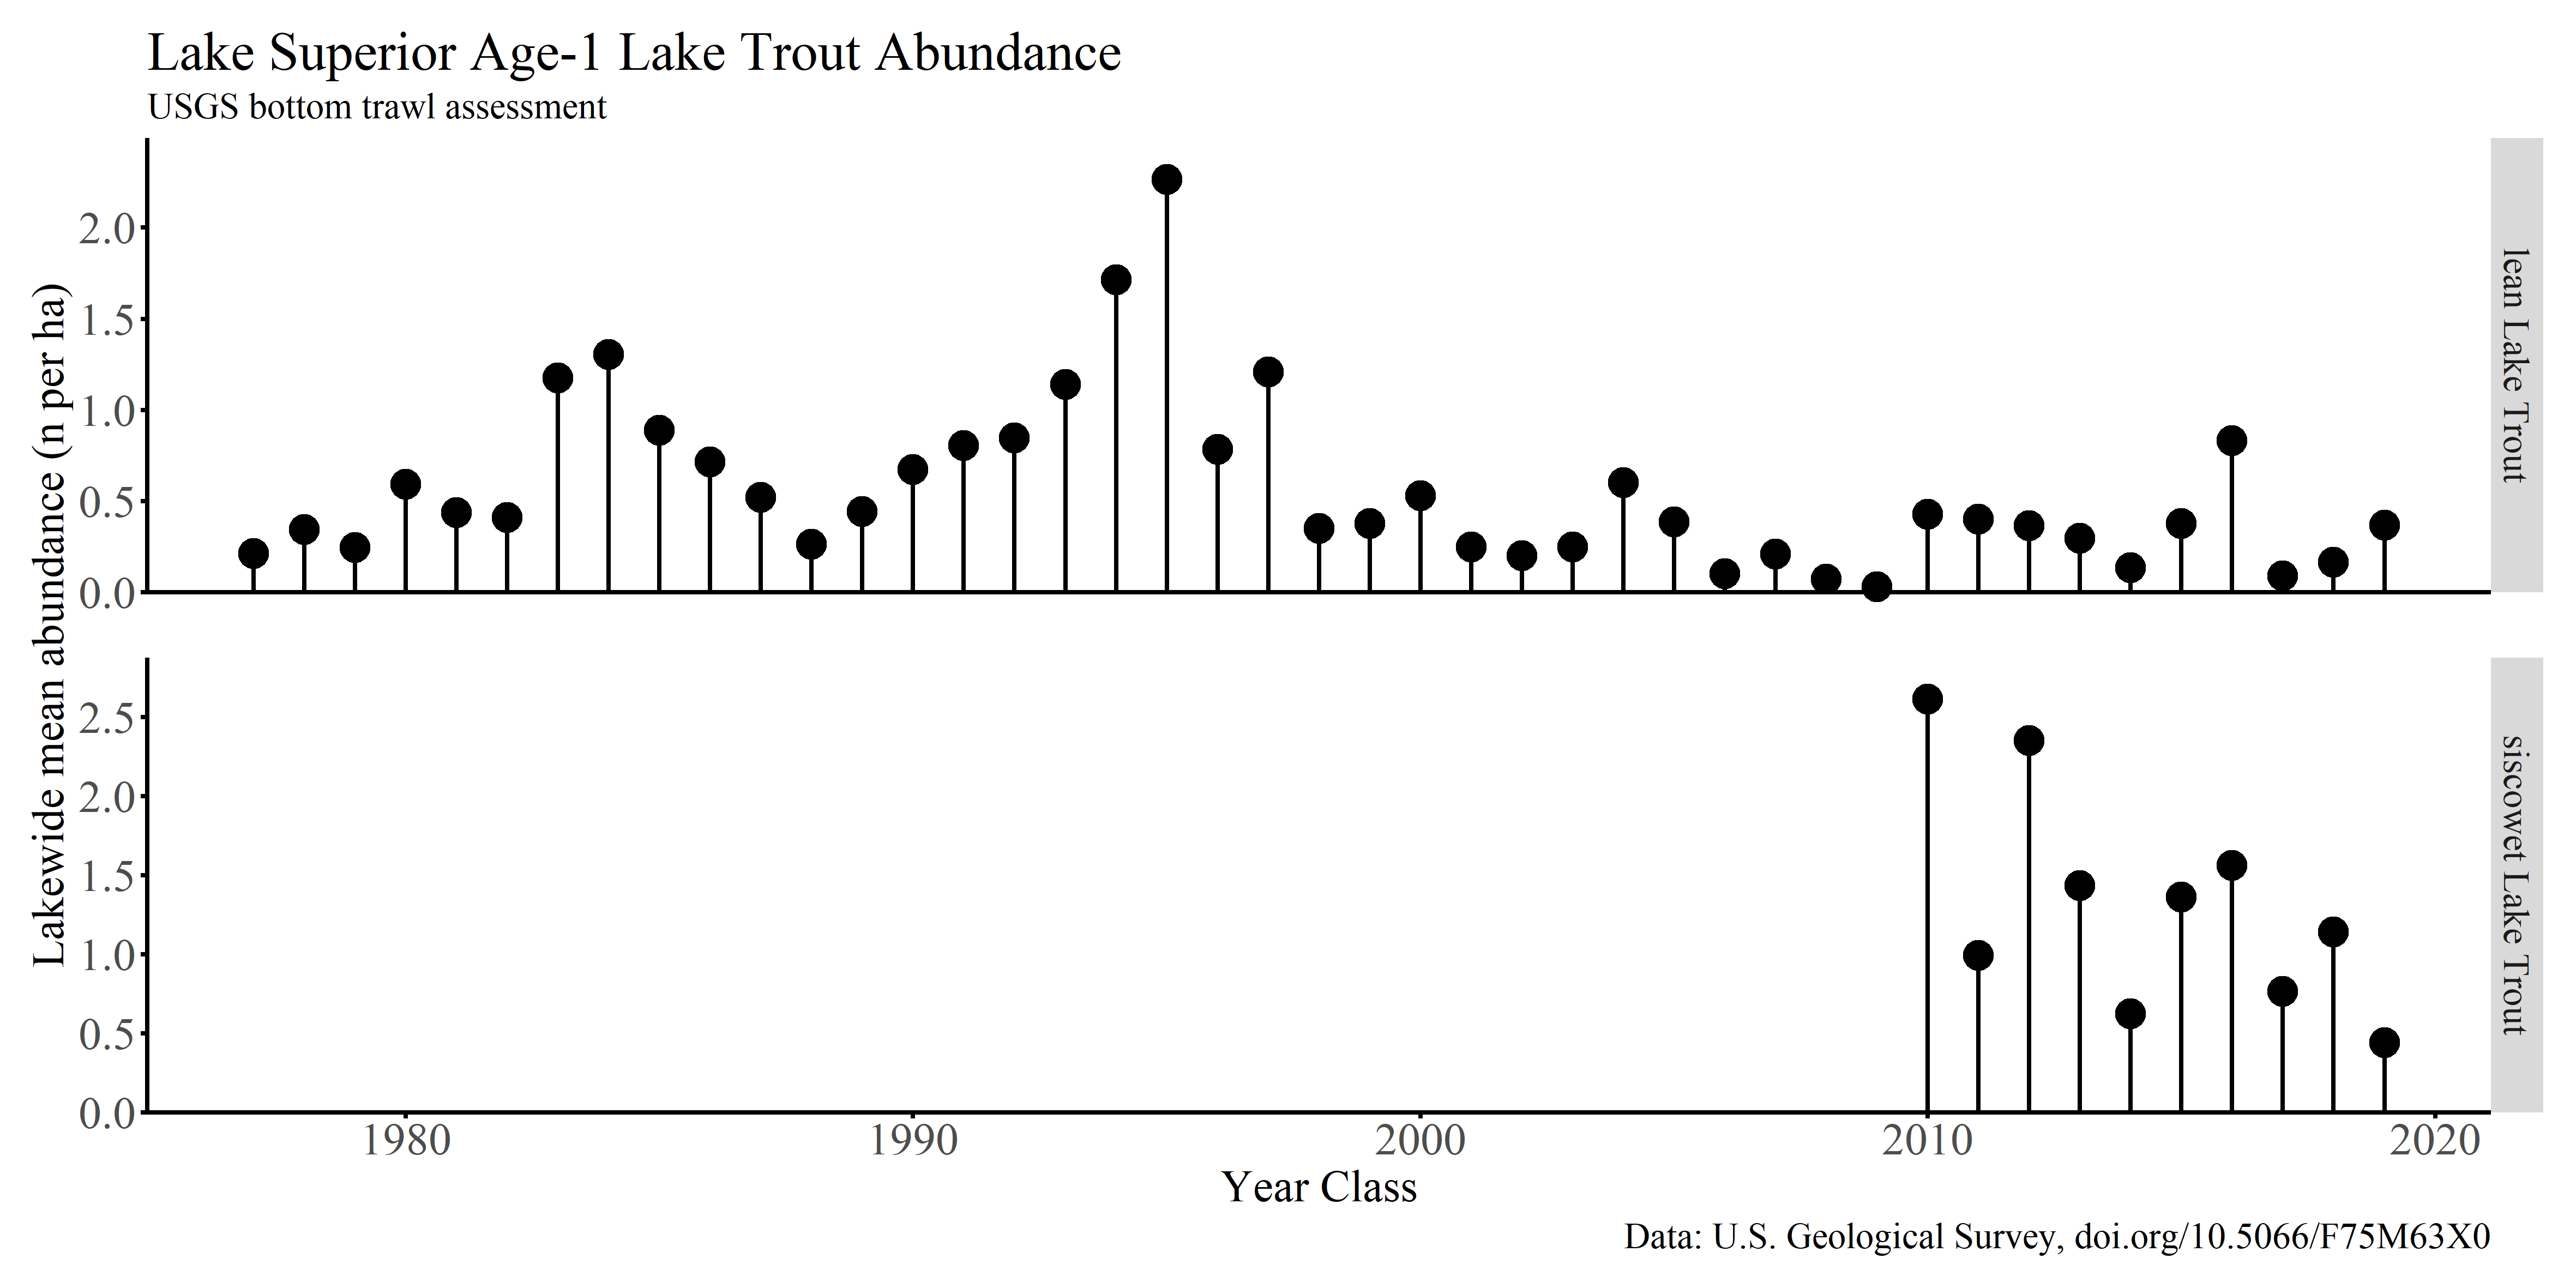 Lake Superior Age-1 Lake Trout Abundance
USGS bottom trawl assessment
Lakewide mean abundance (n per ha)
2.0
1.5
1.0
0.5
0.0
lean Lake Trout
2.5
2.0
1.5
1.0
0.5
0.0
siscowet Lake Trout
1980 1990 2000 2010 2020
Year Class
Data: U.S. Geological Survey, doi.org/10.5066/F75M63X0